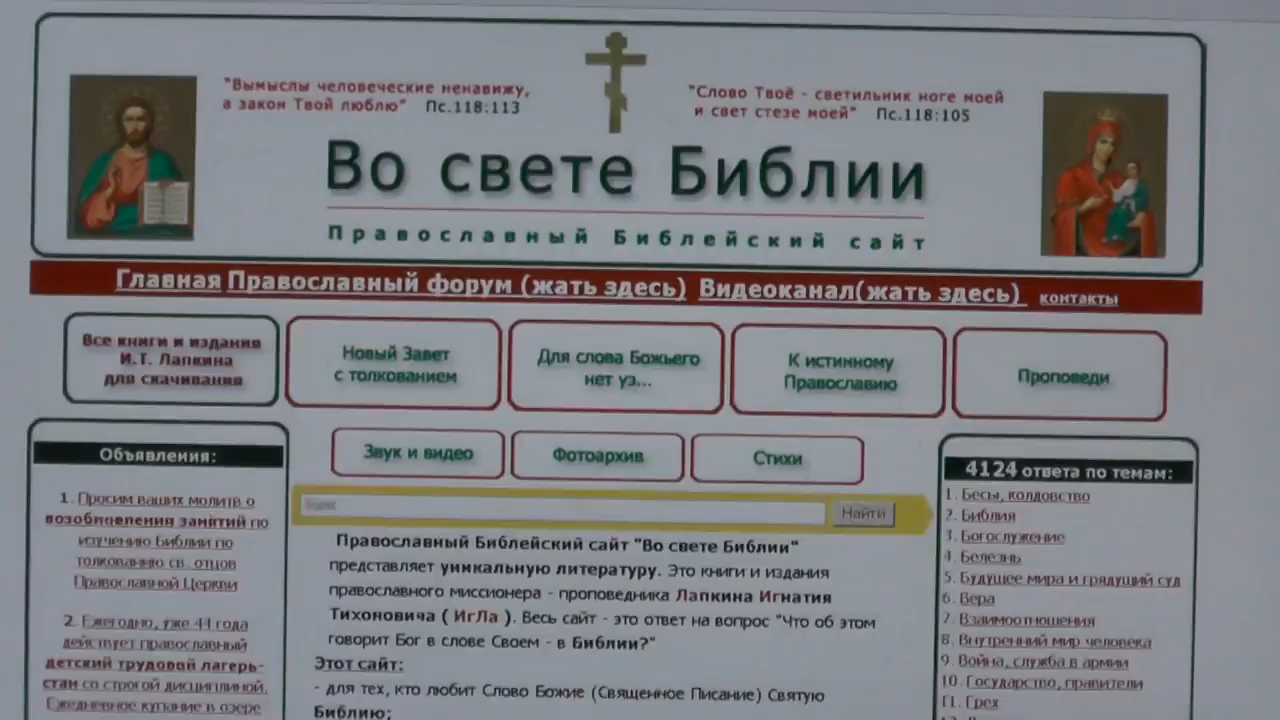 "Вымыслы человеческие ненавижу,
а закон Твой люблю" Пс.118:113
"Слово Твоё - светильник ноге моей
и свет стезе моей" Пс.118:105
Во свете Библии
Православный Библейский сайт
Главная Православный форум (жать здесь) Видеоканал(жать здесь) контакты
Все книги и издания
И.Т. Лапкина
для скачивания
Новый Завет
с толкованием
Для слова Божьего
нет уз...
К истинному
Православию
Проповеди
Звук и видео
Фотоархив
Стихи
Объявления:
1. Просим ваших молитв о
возобновления занятий по
изучению Библии по
толкованию св. отцов
Православной Церкви
2. Ежегодно, уже 44 года
действует православный
детский трудовой лагерь-
стан со строгой дисциплиной.
Ежедневное купание в озере
Найти
Православный Библейский сайт "Во свете Библии"
представляет уникальную литературу. Это книги и издания
православного миссионера - проповедника Лапкина Игнатия
Тихоновича ( ИгЛа ). Весь сайт - это ответ на вопрос "Что об этом
говорит Бог в слове Своем - в Библии?"
Этот сайт:
- для тех, кто любит Слово Божие (Священное Писание) Святую
Библию;
4124 ответа по темам:
1. Бесы, колдовство
2. Библия
3. Богослужение
4. Болезнь
5. Будущее мира и грядущий суд
6. Вера
7. Взаимоотношения
8. Внутренний мир человека
9. Война, служба в армии
10. Государство, правители
11. Грех